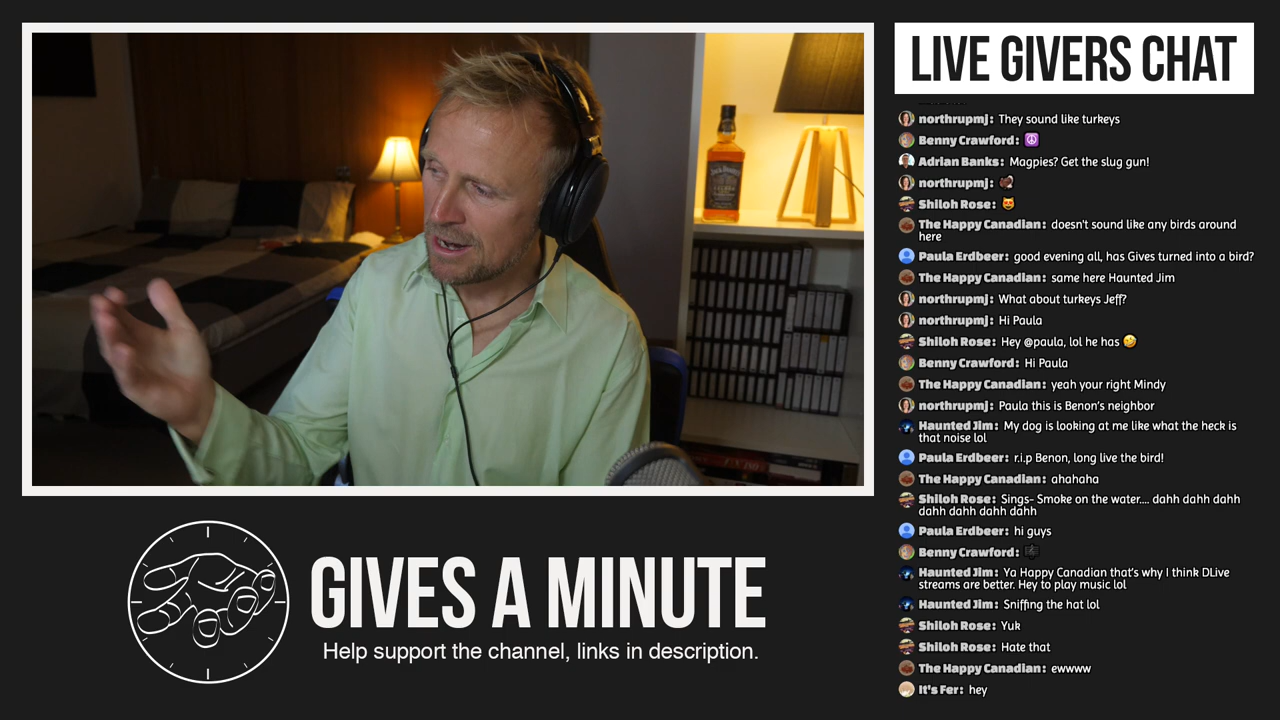 LIVE GIVERS CHAT
northrupmj: They sound like turkeys
Benny Crawford:
Adrian Banks: Magpies? Get the slug gun!
northrupmj:
Shiloh Rose:
The Happy Canadian: doesn't sound like any birds around
here
Paula Erdbeer: good evening all, has Gives turned into a bird?
The Happy Canadian: same here Haunted Jim
northrupmj: What about turkeys Jeff?
northrupmj: Hi Paula
Shiloh Rose: Hey @paula, lol he has 🤣
Benny Crawford: Hi Paula
The Happy Canadian: yeah your right Mindy
northrupmj: Paula this is Benon's neighbor
Haunted Jim: My dog is looking at me like what the heck is
that noise lol
Paula Erdbeer: r.i.p Benon, long live the bird!
The Happy Canadian: ahahaha
Shiloh Rose: Sings- Smoke on the water.... dahh dahh dahh
dahh dahh dahh dahh
Paula Erdbeer: hi guys
Benny Crawford:
Haunted Jim: Ya Happy Canadian that's why I think DLive
streams are better. Hey to play music lol
Haunted Jim: Sniffing the hat lol
Shiloh Rose: Yuk
Shiloh Rose: Hate that
The Happy Canadian: ewwww
It's Fer: hey
GIVES A MINUTE
Help support the channel, links in description.